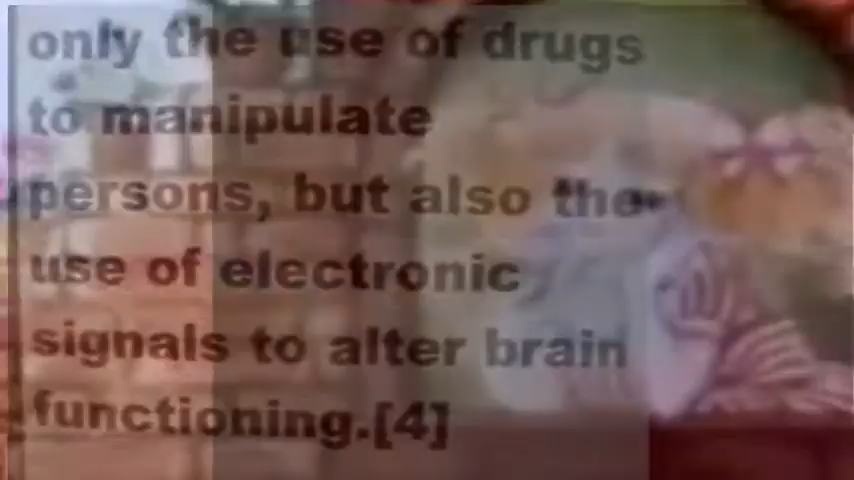 only the use of drugs
to manipulate
persons, but also the
use of electronic
signals to alter brain
functioning.[4]